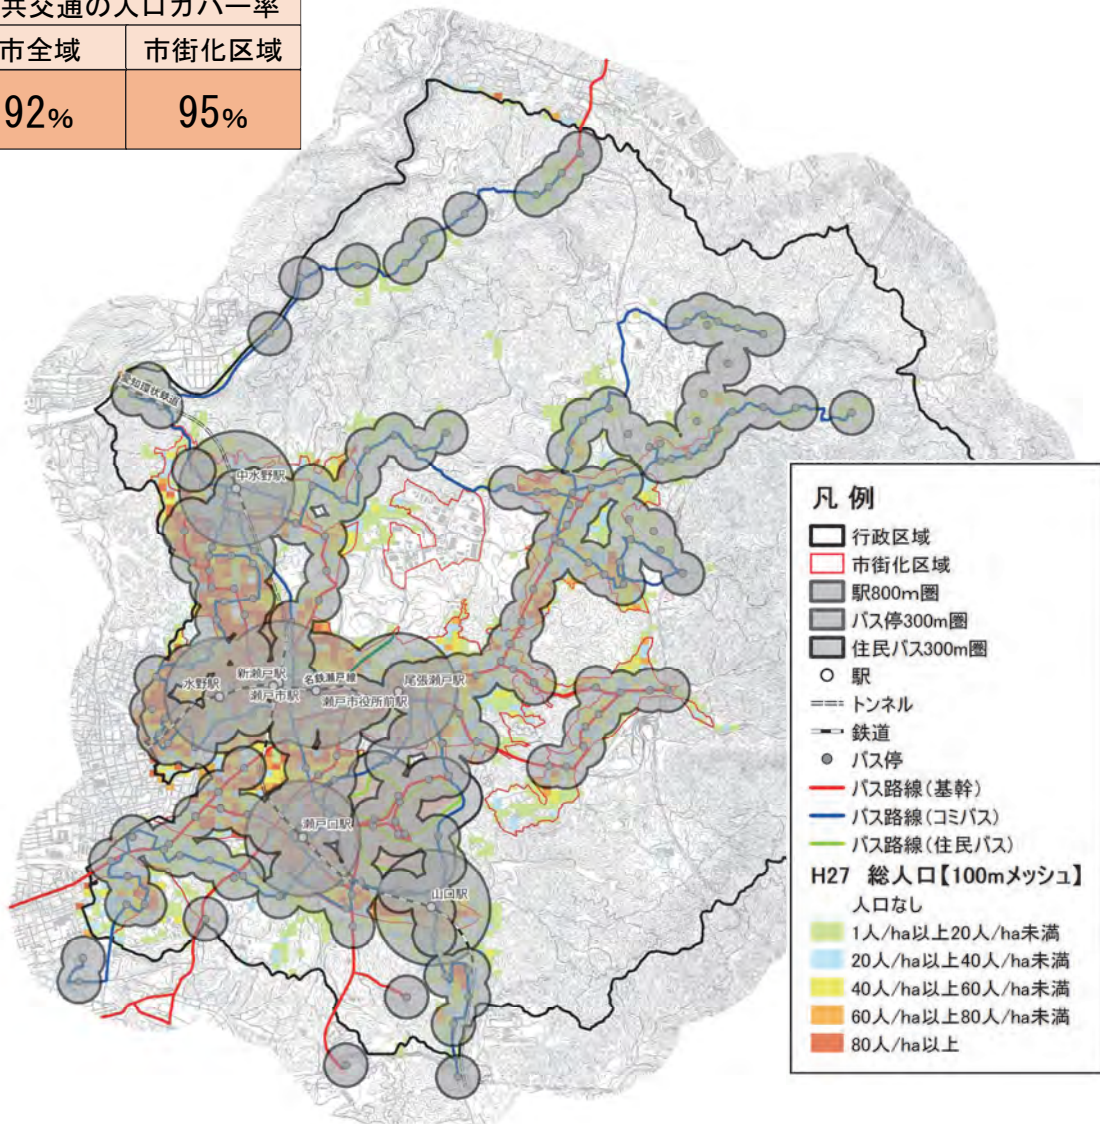 共交通の人口カバー率
市全域 市街化区域
92% 95%
愛知環状鉄道
中水野駅
新瀬戸駅
水野駅
瀬戸市駅
名鉄瀬戸線
尾張瀬戸駅
瀬戸市役所前駅
瀬戸口駅
山口駅
凡例
行政区域
市街化区域
駅800m圏
バス停300m圏
住民バス300m圏
駅
トンネル
鉄道
バス停
バス路線(基幹)
バス路線(コミバス)
バス路線(住民バス)
H27 総人口【100mメッシュ】
人口なし
1人/ha以上20人/ha未満
20人/ha以上40人/ha未満
40人/ha以上60人/ha未満
60人/ha以上80人/ha未満
80人/ha以上